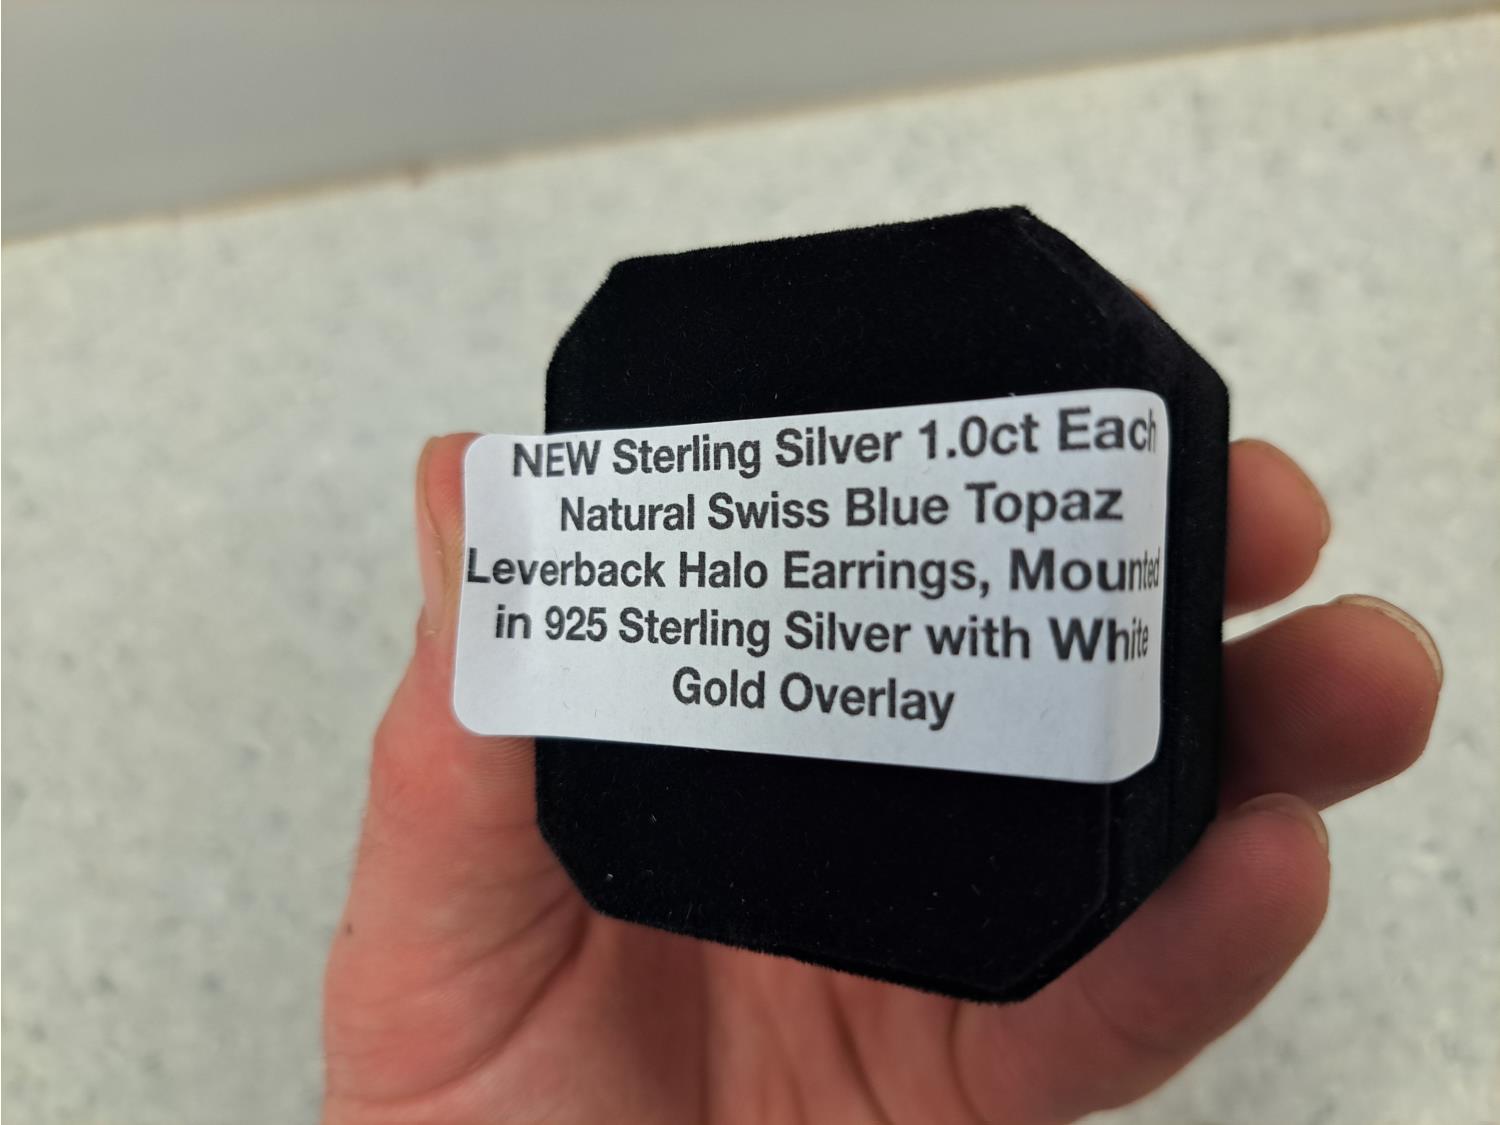 NEW Sterling Silver 1.0ct Each
Natural Swiss Blue Topaz
Leverback Halo Earrings, Mounted
in 925 Sterling Silver with White
Gold Overlay